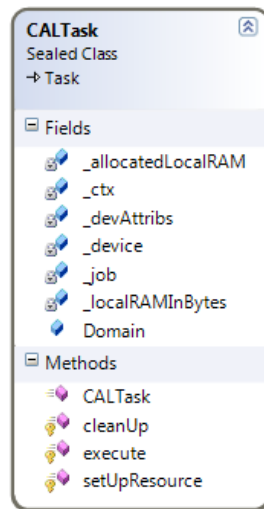 CALTask
Sealed Class
→ Task
Fields
_allocatedLocalRAM
_ctx
_devAttribs
_device
_job
_localRAMInBytes
Domain
Methods
CALTask
cleanUp
execute
setUpResource